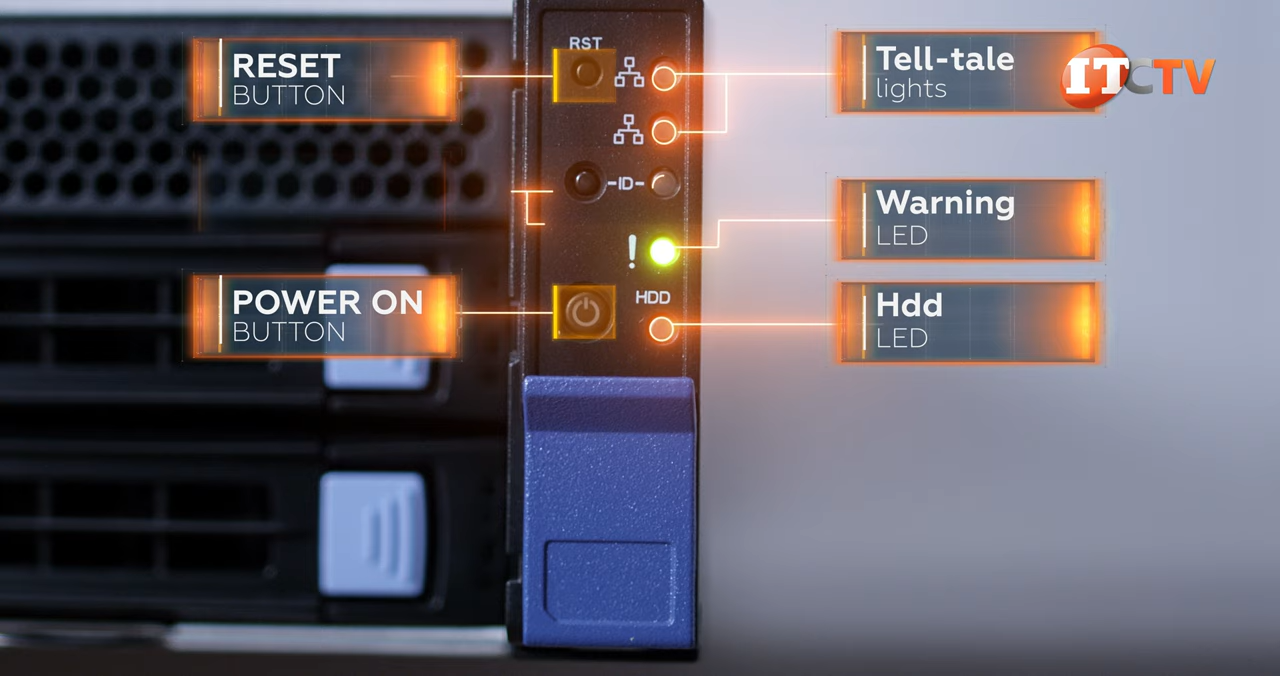 RST
RESET
BUTTON
Tell-tale
lights
ITCTV
-ID-
Warning
LED
!
POWER ON
BUTTON
HDD
Hdd
LED